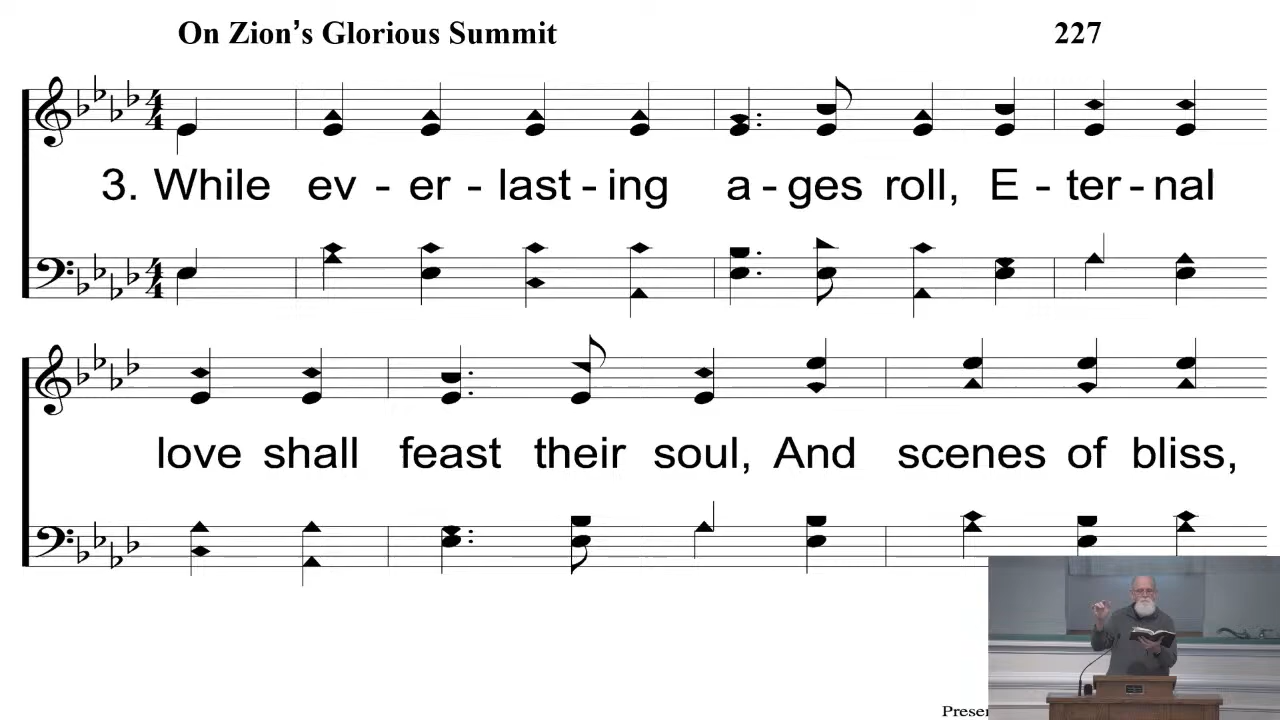 On Zion’s Glorious Summit 227
3. While ev - er - last - ing a - ges roll, E - ter - nal
love shall feast their soul, And scenes of bliss,